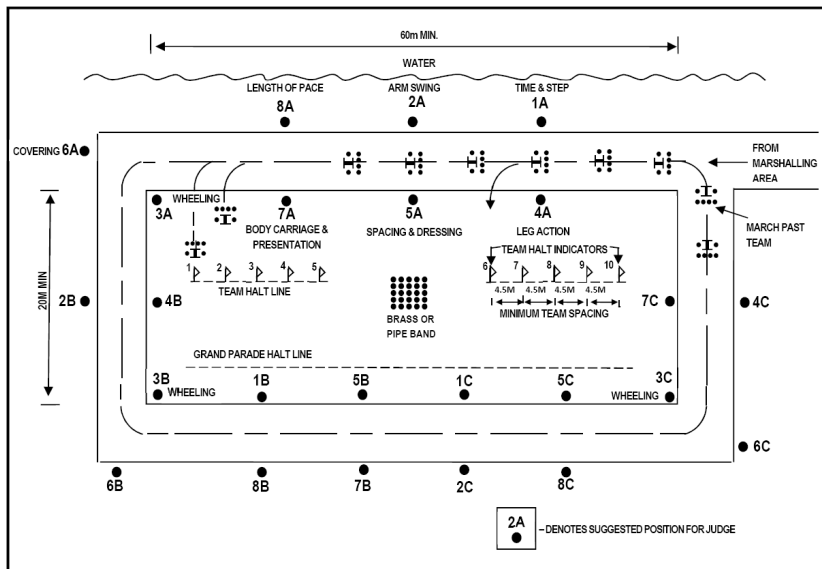 60m MIN.
WATER
LENGTH OF PACE
ARM SWING
TIME & STEP
8A
2A
1A
COVERING 6A
FROM
MARSHALLING
AREA
WHEELING
3A
7A
5A
4A
BODY CARRIAGE &
PRESENTATION
SPACING & DRESSING
LEG ACTION
MARCH PAST
TEAM
TEAM HALT INDICATORS
1 2 3 4 5
6 7 8 9 10
TEAM HALT LINE
4.5M 4.5M 4.5M 4.5M
MINIMUM TEAM SPACING
20M MIN
2B
4B
BRASS OR
PIPE BAND
7C
4C
GRAND PARADE HALT LINE
3B
WHEELING
1B
5B
1C
5C
WHEELING
3C
6C
6B
8B
7B
2C
8C
2A
– DENOTES SUGGESTED POSITION FOR JUDGE